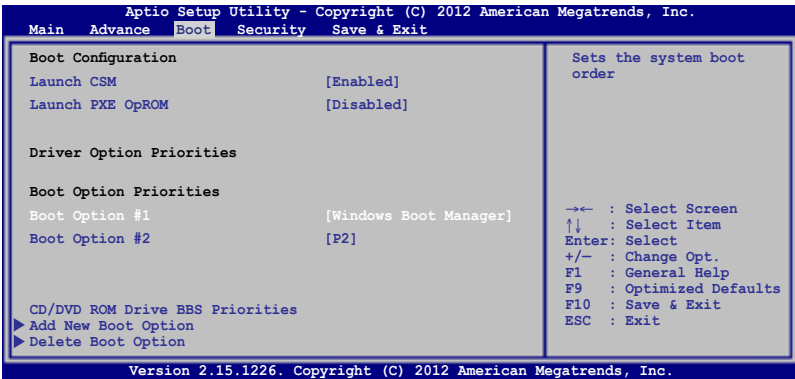 Aptio Setup Utility - Copyright (C) 2012 American Megatrends, Inc.
Main Advance Boot Security Save & Exit
Boot Configuration
Launch CSM [Enabled]
Launch PXE OpROM [Disabled]
Driver Option Priorities
Boot Option Priorities
Boot Option #1 [Windows Boot Manager]
Boot Option #2 [P2]
CD/DVD ROM Drive BBS Priorities
Add New Boot Option
Delete Boot Option
Sets the system boot
order
→← : Select Screen
↑↓ : Select Item
Enter: Select
+/— : Change Opt.
F1 : General Help
F9 : Optimized Defaults
F10 : Save & Exit
ESC : Exit
Version 2.15.1226. Copyright (C) 2012 American Megatrends, Inc.